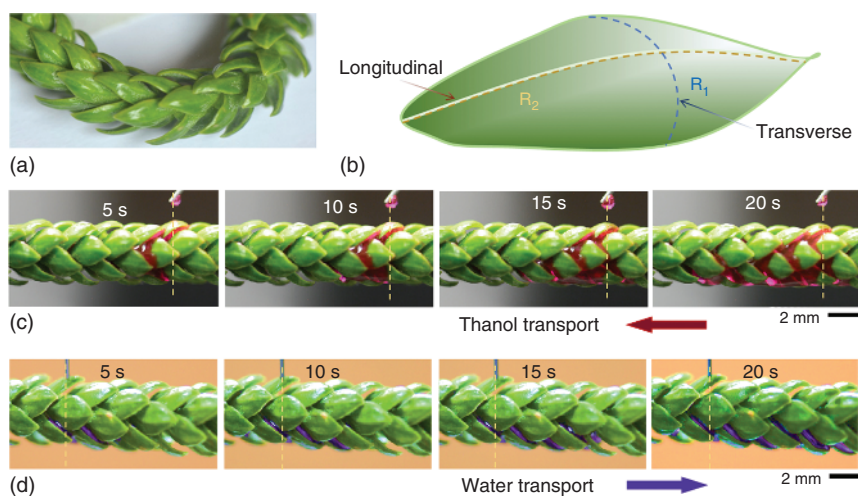 (a)
Longitudinal
R2
R1
Transverse
(b)
5 s
10 s
15 s
20 s
(c)
Thanol transport
2 mm
5 s
10 s
15 s
20 s
(d)
Water transport
2 mm